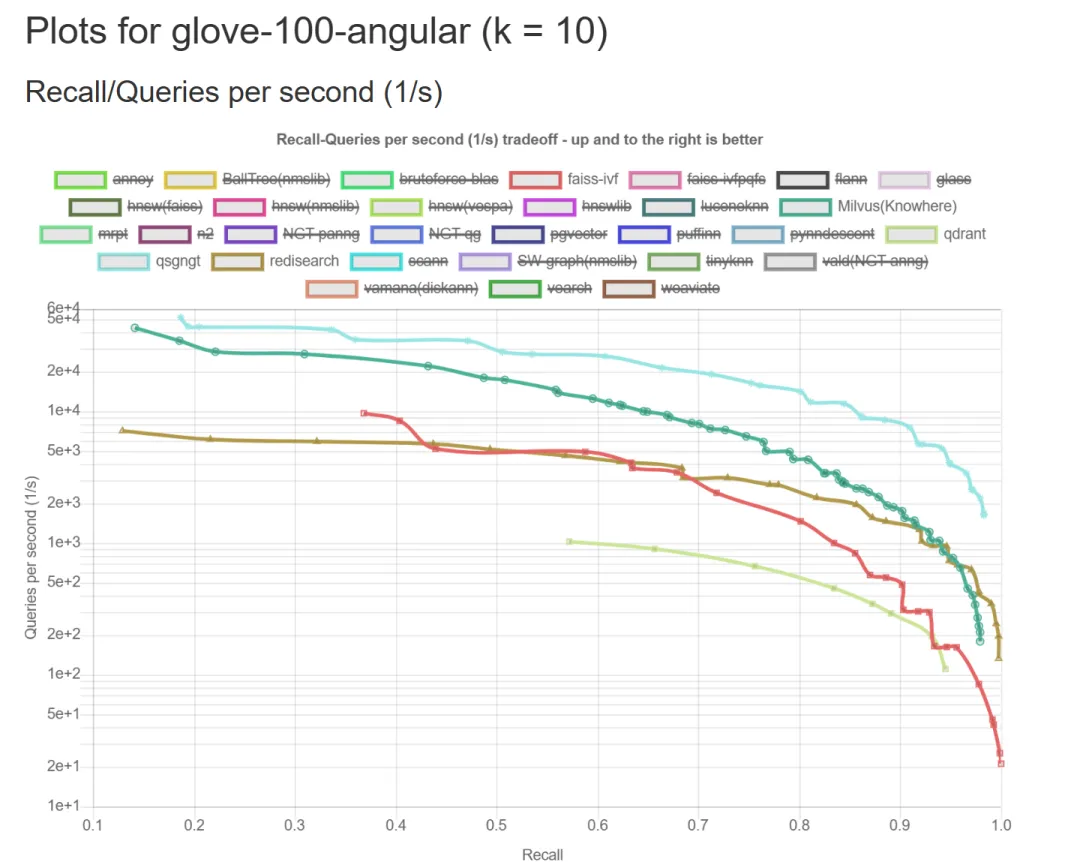 Plots for glove-100-angular (k = 10)
Recall/Queries per second (1/s)
Recall-Queries per second (1/s) tradeoff - up and to the right is better
annoy BallTree(nmslib) bruteforce-blas faiss-ivf faiss-ivfpqfs flann glass
hnsw(faiss) hnsw(nmslib) hnsw(vespa) hnswlib luceneknn Milvus(Knowhere)
mrpt n2 NGT-panng NGT-qg pgvector puffinn pynndescent qdrant
qsgngt redisearch scann SW-graph(nmslib) tinyknn vald(NGT-anng)
vamana(diskann) vearch weaviate
6e+4
5e+4
2e+4
1e+4
5e+3
2e+3
1e+3
5e+2
2e+2
1e+2
5e+1
2e+1
1e+1
Queries per second (1/s)
0.1 0.2 0.3 0.4 0.5 0.6 0.7 0.8 0.9 1.0
Recall